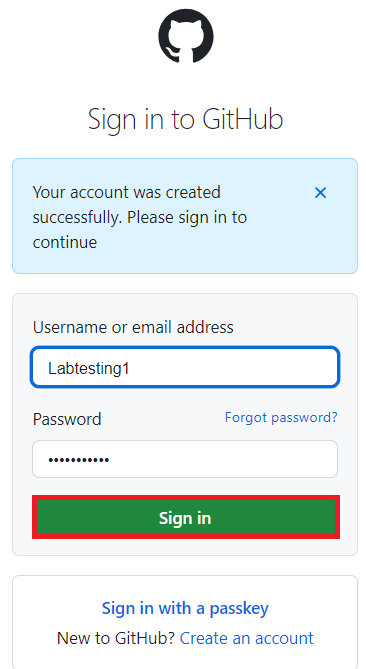 Sign in to GitHub
Your account was created
successfully. Please sign in to
continue
Username or email address
Labtesting1
Password Forgot password?
•••••••••••
Sign in
Sign in with a passkey
New to GitHub? Create an account